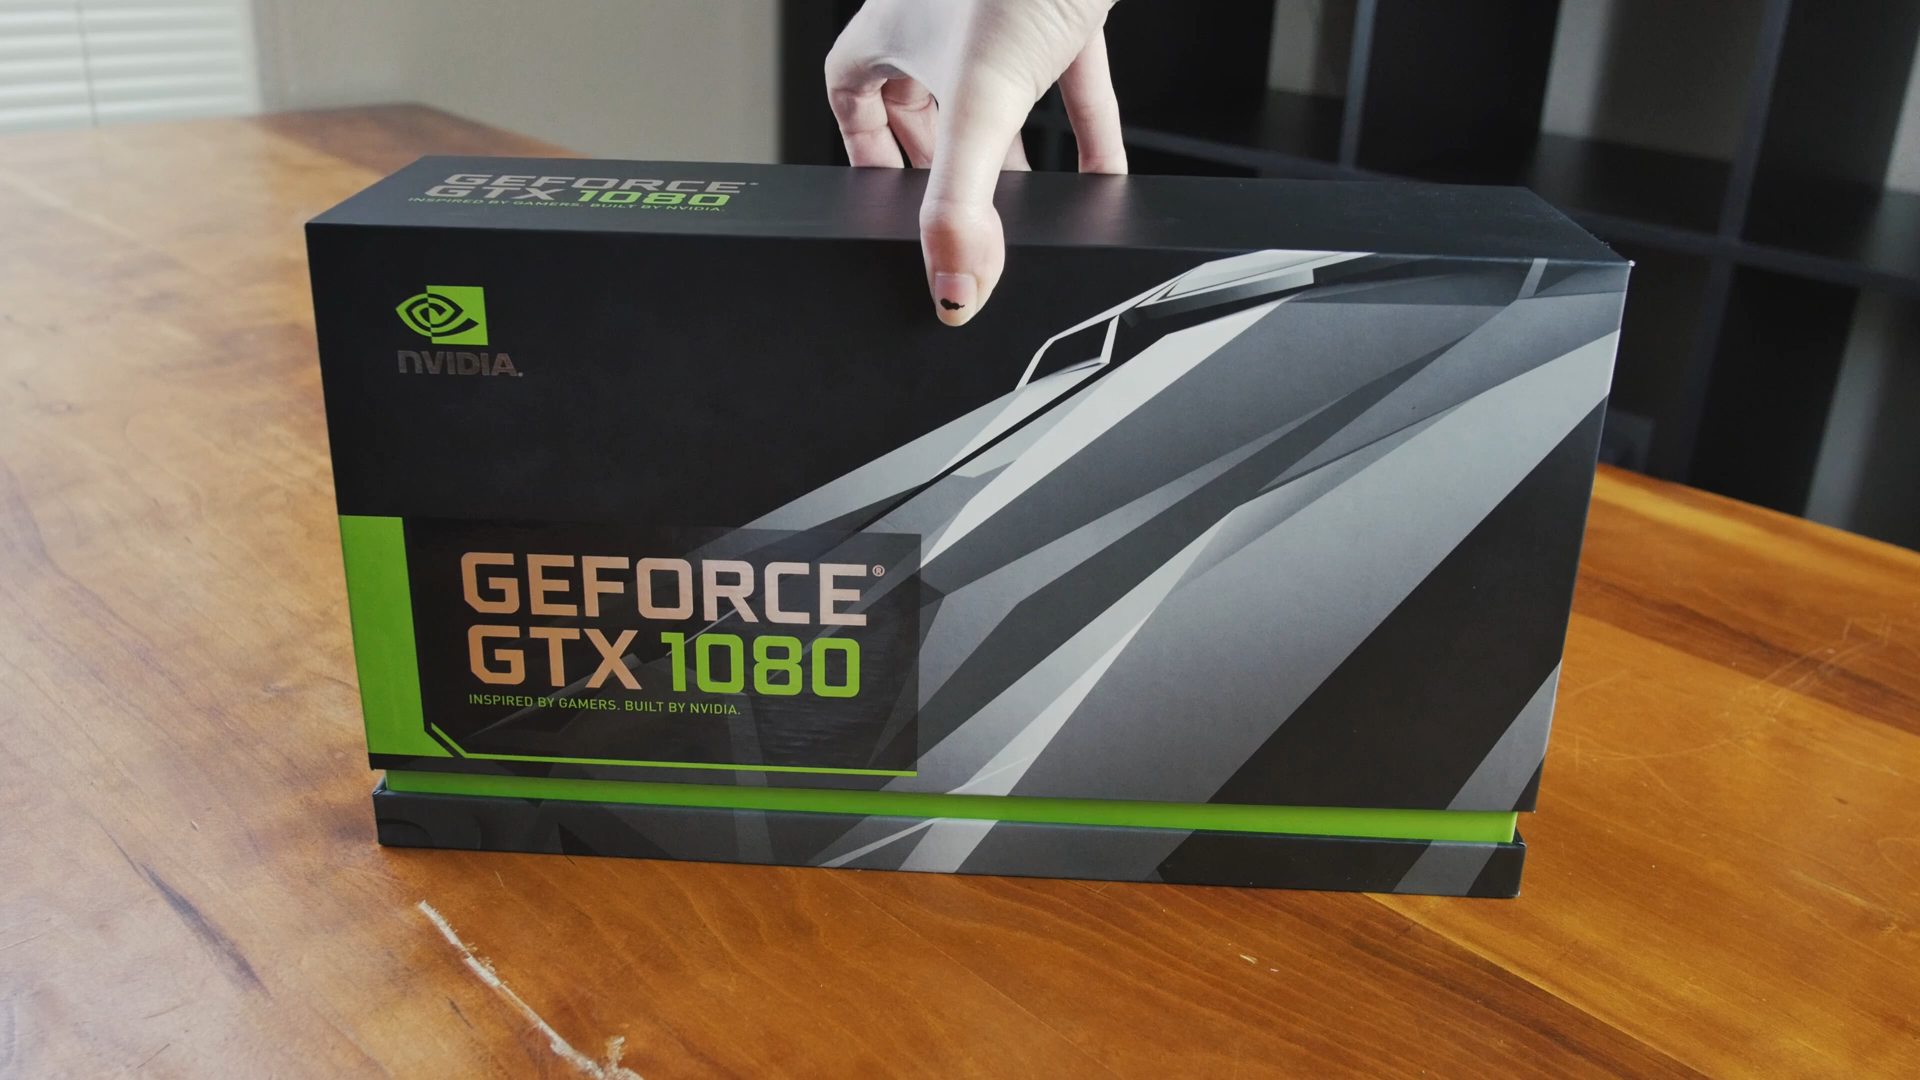 GEFORCE®
GTX 1080
INSPIRED BY GAMERS. BUILT BY NVIDIA.
NVIDIA.
GEFORCE®
GTX 1080
INSPIRED BY GAMERS. BUILT BY NVIDIA.